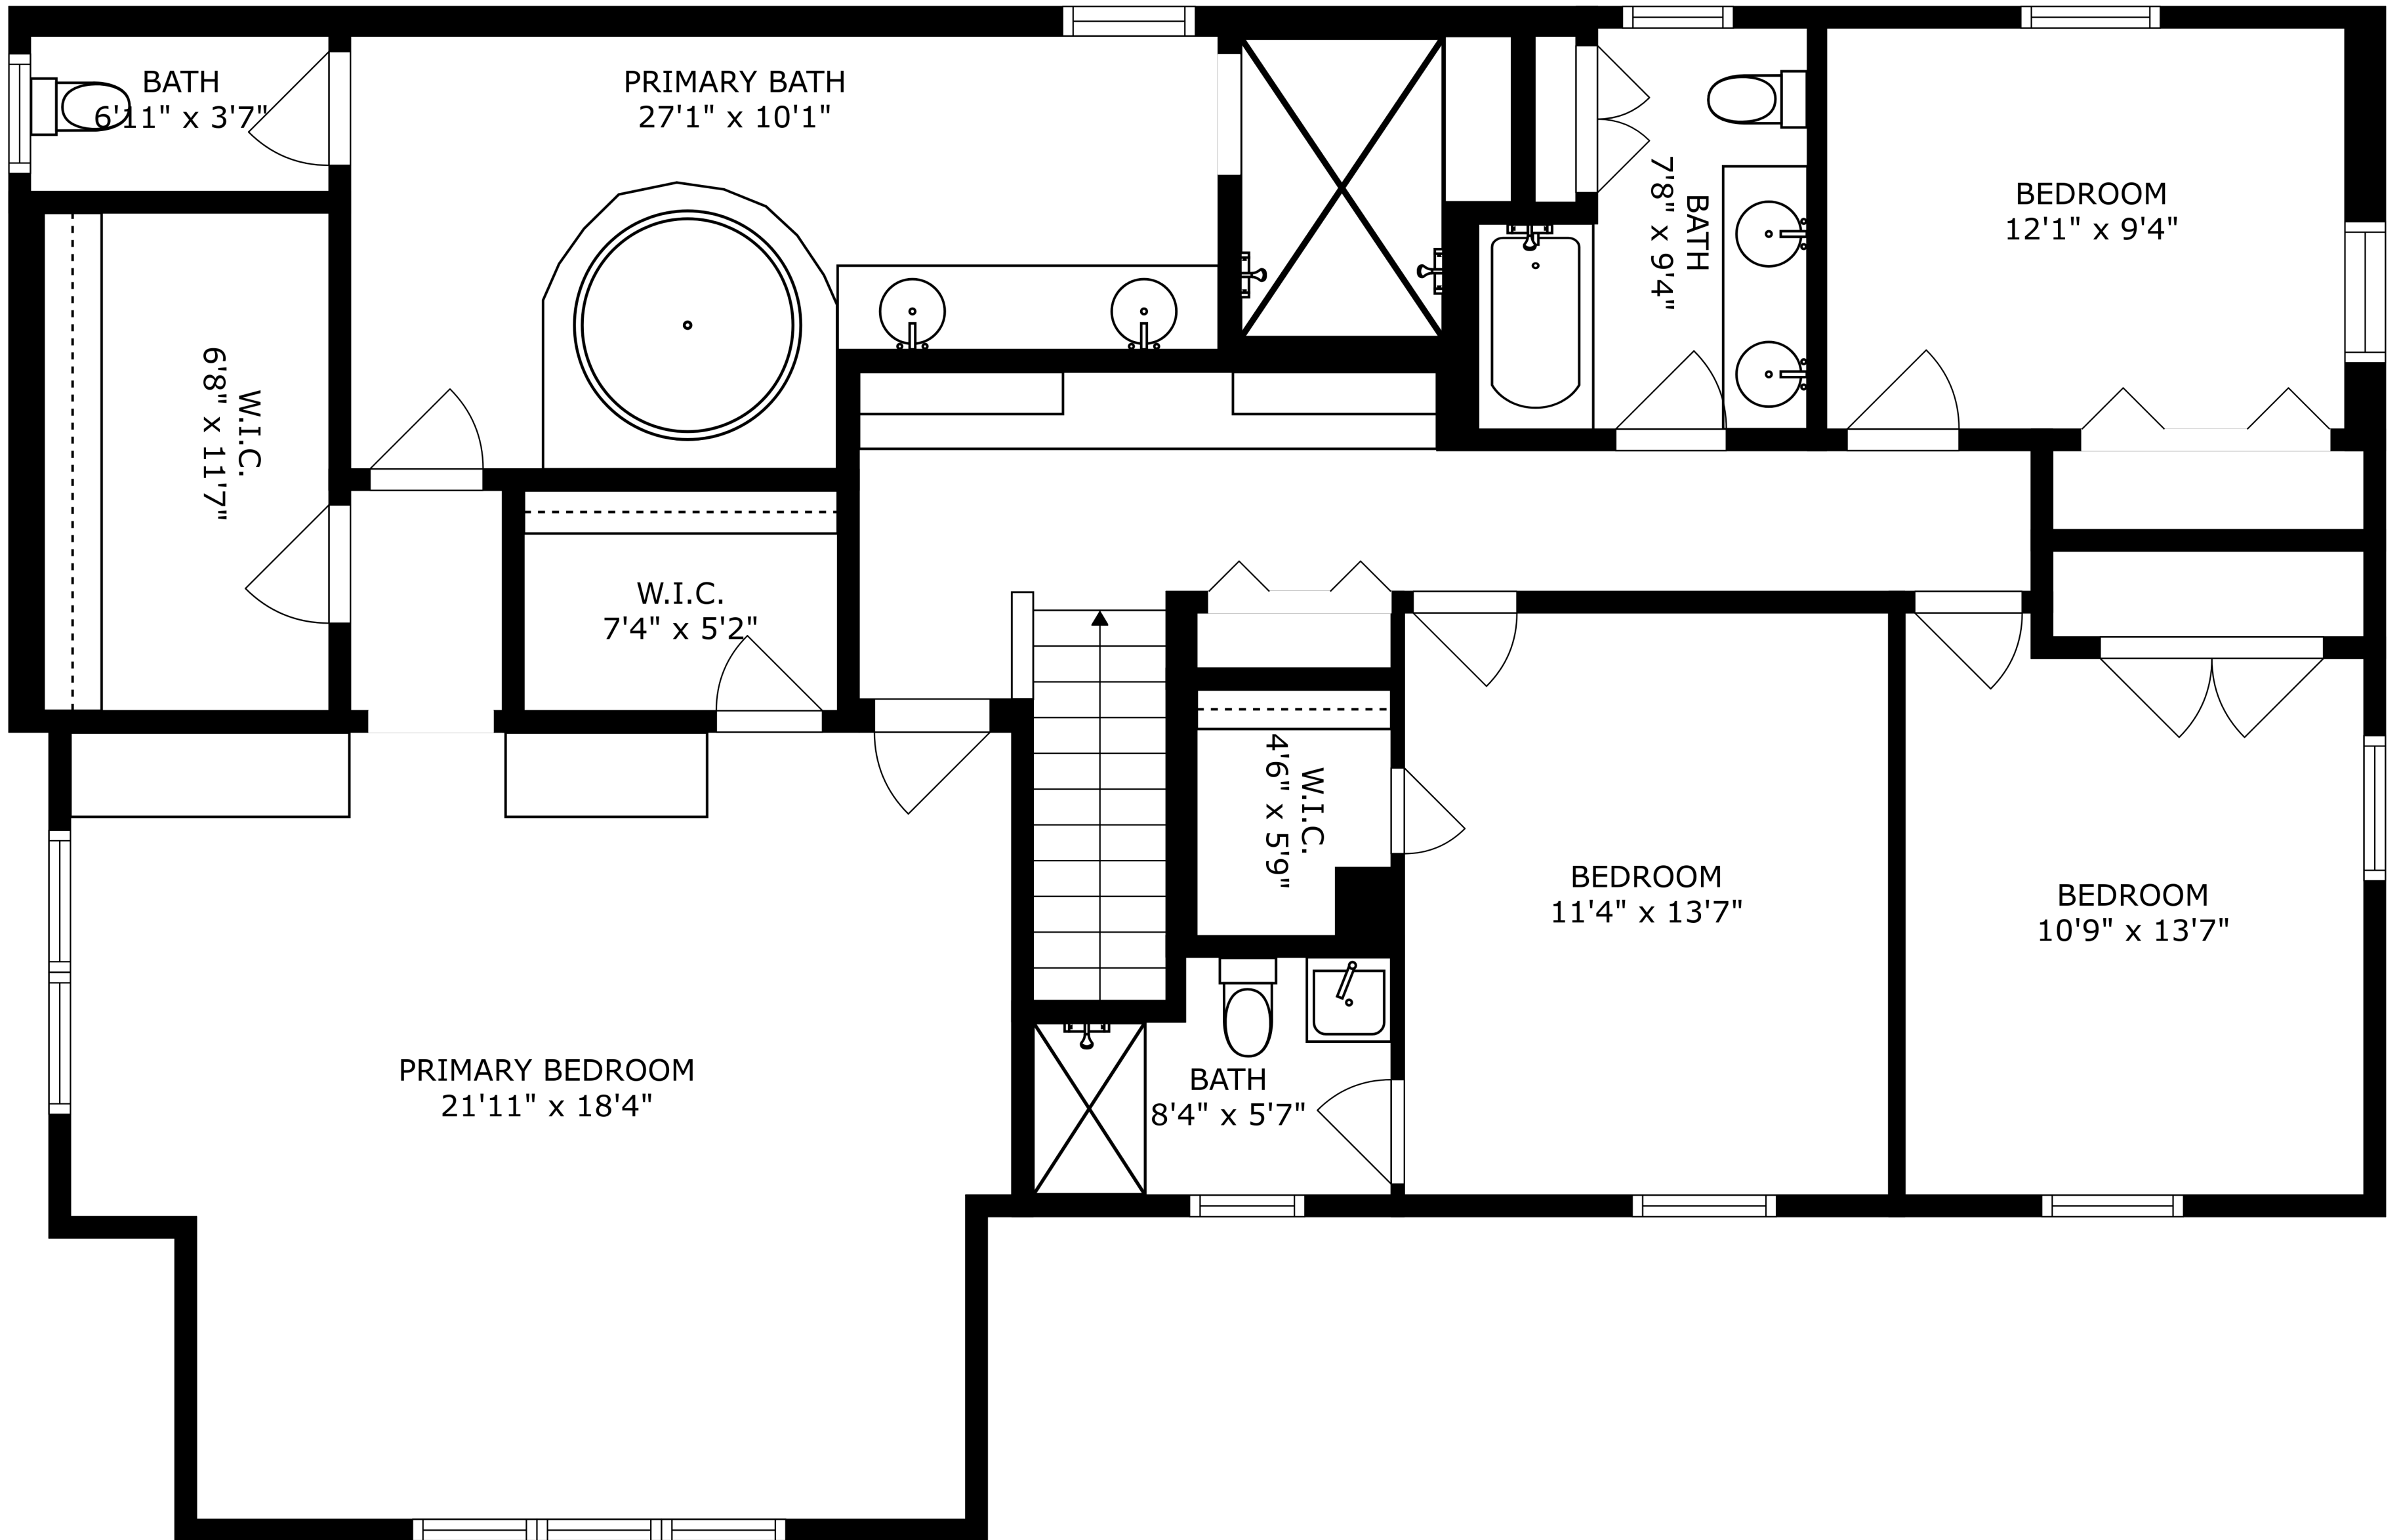 BATH
6'11" x 3'7"
PRIMARY BATH
27'1" x 10'1"
BATH
7'8" x 9'4"
BEDROOM
12'1" x 9'4"
W.I.C.
6'8" x 11'7"
W.I.C.
7'4" x 5'2"
W.I.C.
4'6" x 5'9"
BEDROOM
11'4" x 13'7"
BEDROOM
10'9" x 13'7"
PRIMARY BEDROOM
21'11" x 18'4"
BATH
8'4" x 5'7"